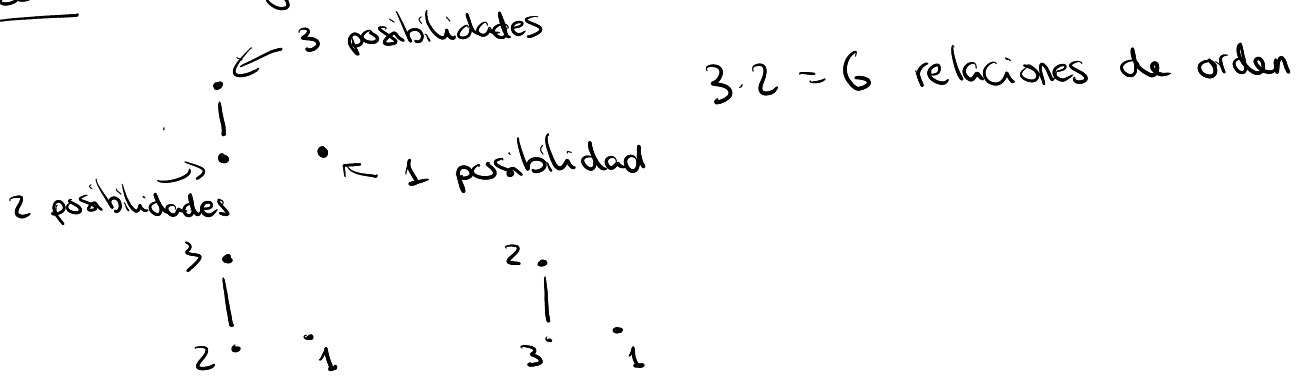 3 posibilidades
3·2 = 6 relaciones de orden
1 posibilidad
2 posibilidades
3
2
2 1
3 1